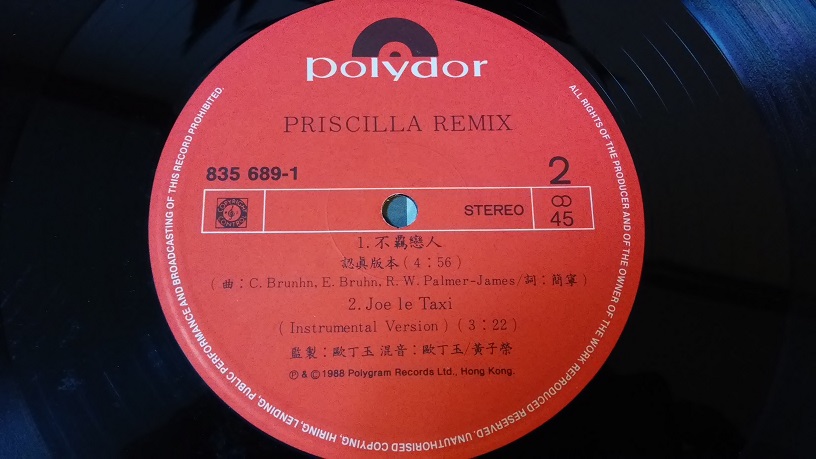 polydor
PRISCILLA REMIX
835 689-1
2
STEREO
45
1.不羈戀人
認眞版本(4:56)
(曲:C. Brunhn, E. Bruhn, R. W. Palmer-James/詞:簡寧)
2.Joe le Taxi
(Instrumental Version)(3:22)
監製:歐丁玉 混音:歐丁玉/黃子榮
℗ & © 1988 Polygram Records Ltd., Hong Kong.
ALL RIGHTS OF THE PRODUCER AND OF THE OWNER OF THE WORK REPRODUCED RESERVED. UNAUTHORISED COPYING, HIRING, LENDING, PUBLIC PERFORMANCE AND BROADCASTING OF THIS RECORD PROHIBITED.